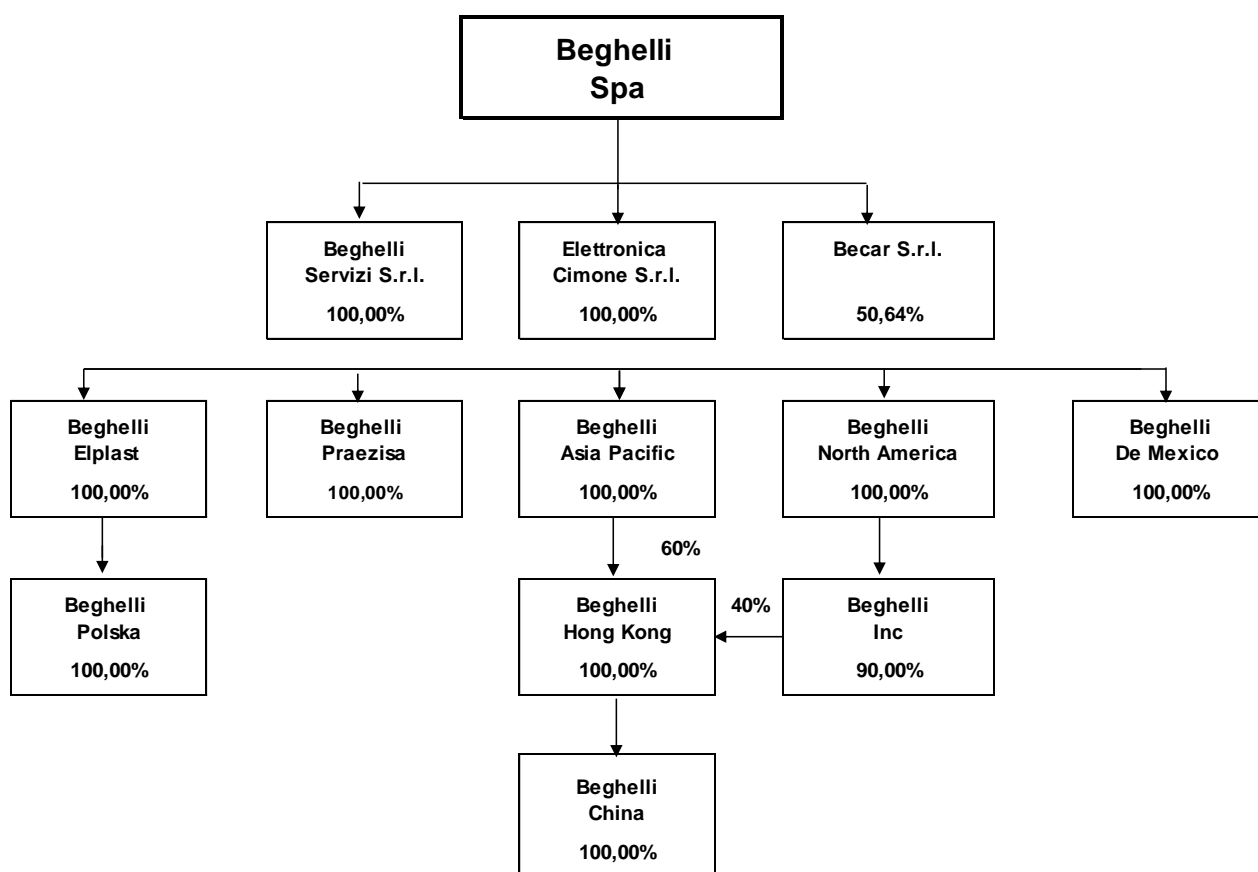 Beghelli
Spa
Beghelli
Servizi S.r.l.
100,00%
Elettronica
Cimone S.r.l.
100,00%
Becar S.r.l.
50,64%
Beghelli
Elplast
100,00%
Beghelli
Praezisa
100,00%
Beghelli
Asia Pacific
100,00%
Beghelli
North America
100,00%
Beghelli
De Mexico
100,00%
60%
Beghelli
Polska
100,00%
Beghelli
Hong Kong
100,00%
40%
Beghelli
Inc
90,00%
Beghelli
China
100,00%